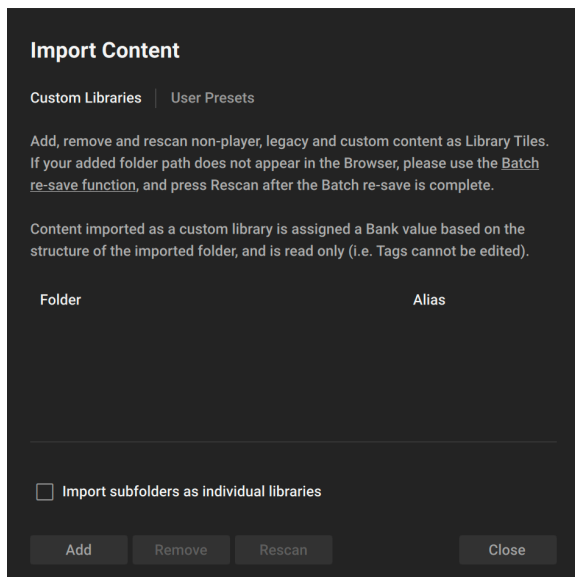 Import Content
Custom Libraries | User Presets
Add, remove and rescan non-player, legacy and custom content as Library Tiles.
If your added folder path does not appear in the Browser, please use the Batch
re-save function, and press Rescan after the Batch re-save is complete.
Content imported as a custom library is assigned a Bank value based on the
structure of the imported folder, and is read only (i.e. Tags cannot be edited).
Folder Alias
Import subfolders as individual libraries
Add Remove Rescan Close